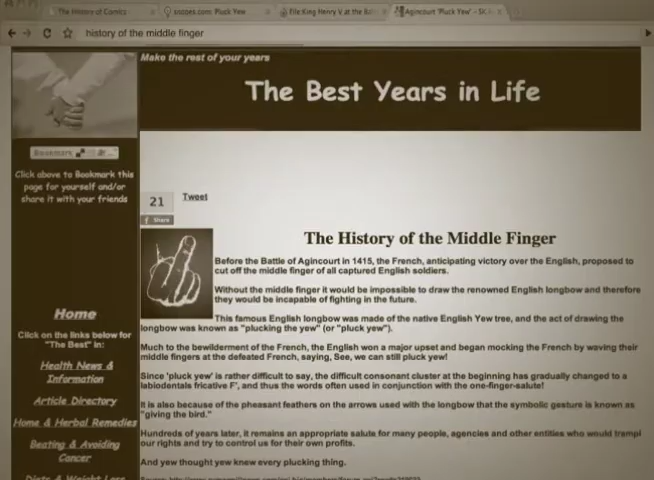 The History of Comics
snopes.com: Pluck Yew
File:King Henry V at the Ba
Agincourt 'Pluck Yew' - SK
history of the middle finger
Make the rest of your years
The Best Years in Life
Bookmark
Click above to Bookmark this
page for yourself and/or
share it with your friends
21
Tweet
Share
The History of the Middle Finger
Before the Battle of Agincourt in 1415, the French, anticipating victory over the English, proposed to
cut off the middle finger of all captured English soldiers.
Without the middle finger it would be impossible to draw the renowned English longbow and therefore
they would be incapable of fighting in the future.
This famous English longbow was made of the native English Yew tree, and the act of drawing the
longbow was known as "plucking the yew" (or "pluck yew").
Much to the bewilderment of the French, the English won a major upset and began mocking the French by waving their
middle fingers at the defeated French, saying, See, we can still pluck yew!
Since 'pluck yew' is rather difficult to say, the difficult consonant cluster at the beginning has gradually changed to a
labiodentals fricative F', and thus the words often used in conjunction with the one-finger-salute!
It is also because of the pheasant feathers on the arrows used with the longbow that the symbolic gesture is known as
"giving the bird."
Hundreds of years later, it remains an appropriate salute for many people, agencies and other entities who would trampl
our rights and try to control us for their own profits.
And yew thought yew knew every plucking thing.
Home
Click on the links below for
"The Best" in:
Health News &
Information
Article Directory
Home & Herbal Remedies
Beating & Avoiding
Cancer
Diets & Weight Loss